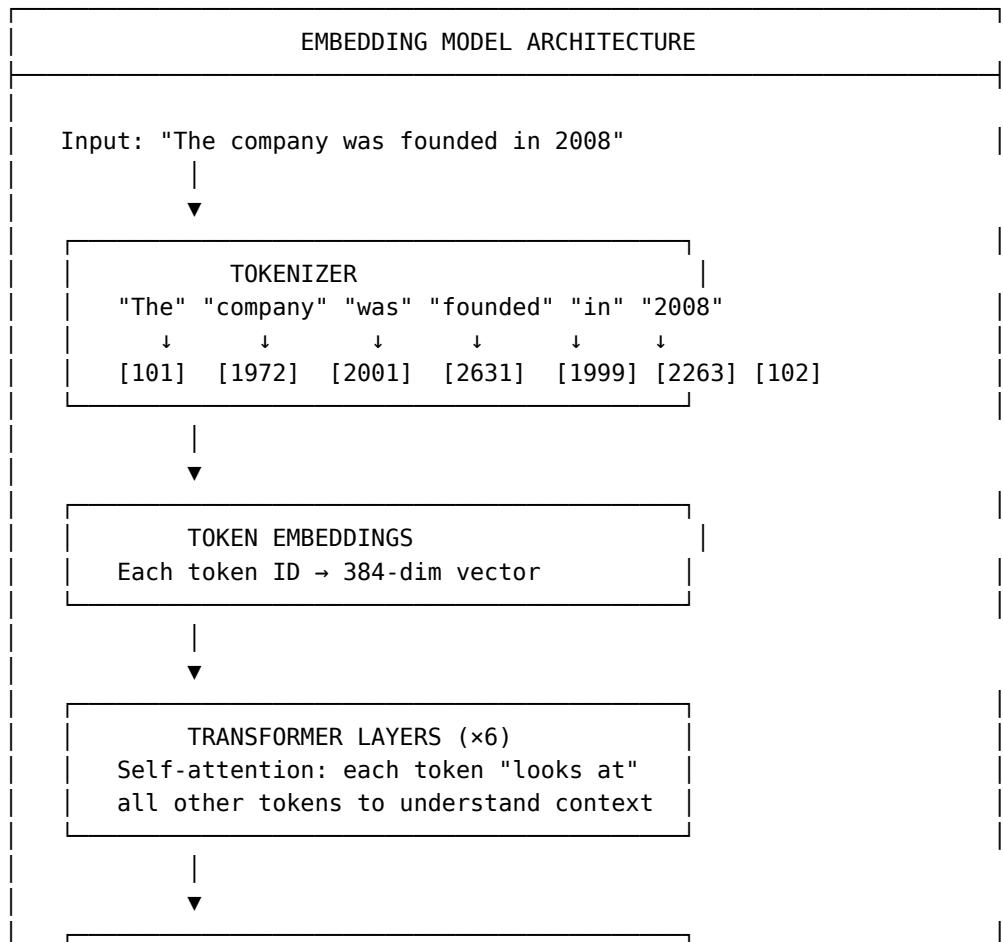 EMBEDDING MODEL ARCHITECTURE
Input: "The company was founded in 2008"
▼
TOKENIZER
"The" "company" "was" "founded" "in" "2008"
↓ ↓ ↓ ↓ ↓ ↓
[101] [1972] [2001] [2631] [1999] [2263] [102]
▼
TOKEN EMBEDDINGS
Each token ID → 384-dim vector
▼
TRANSFORMER LAYERS (×6)
Self-attention: each token "looks at"
all other tokens to understand context
▼